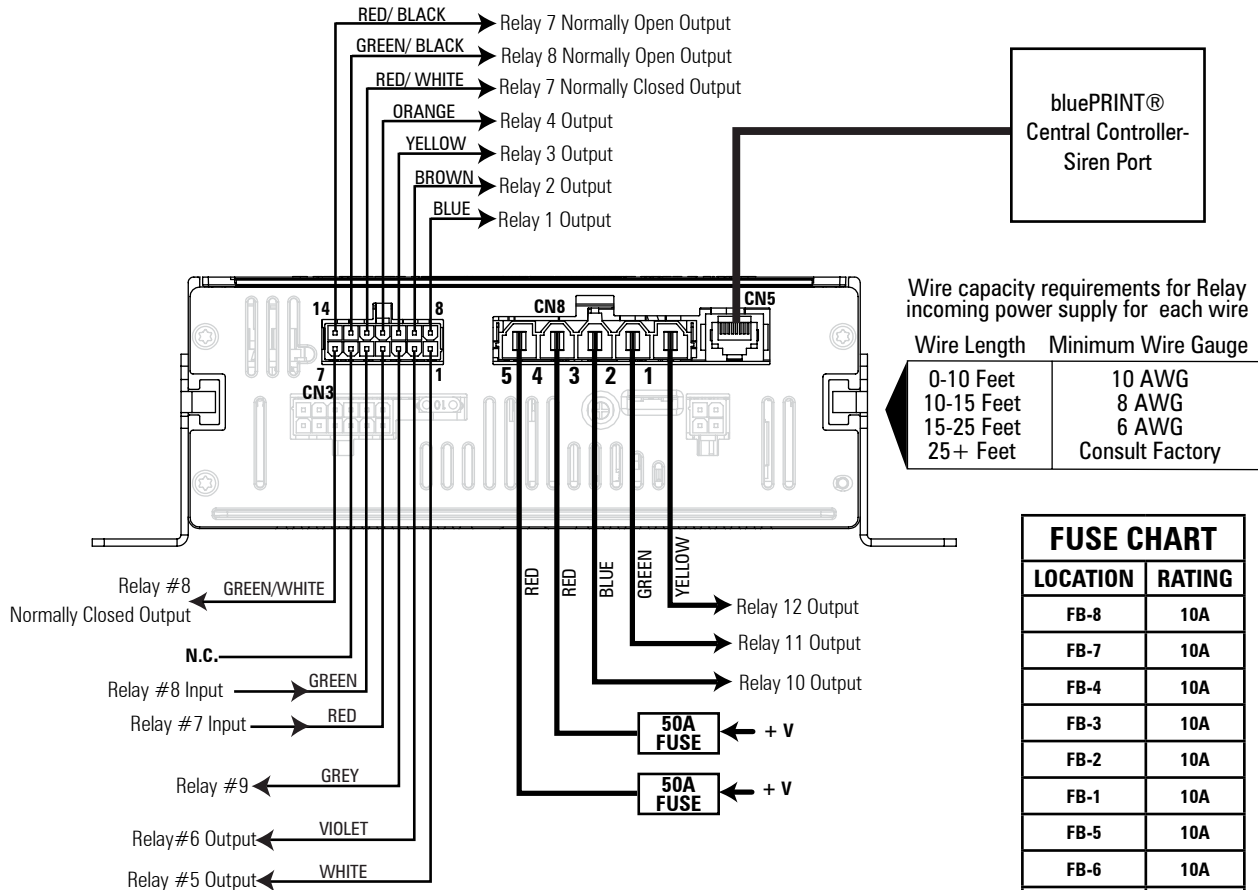 RED/ BLACK
Relay 7 Normally Open Output
GREEN/ BLACK
Relay 8 Normally Open Output
RED/ WHITE
Relay 7 Normally Closed Output
ORANGE
Relay 4 Output
YELLOW
Relay 3 Output
BROWN
Relay 2 Output
BLUE
Relay 1 Output
bluePRINT®
Central Controller-
Siren Port
14
8
7
1
CN3
CN8
CN5
5
4
3
2
1
Wire capacity requirements for Relay
incoming power supply for each wire
Wire Length Minimum Wire Gauge
0-10 Feet 10 AWG
10-15 Feet 8 AWG
15-25 Feet 6 AWG
25+ Feet Consult Factory
Relay #8
Normally Closed Output
GREEN/WHITE
N.C.
Relay #8 Input
GREEN
Relay #7 Input
RED
Relay #9
GREY
Relay#6 Output
VIOLET
Relay #5 Output
WHITE
RED
RED
BLUE
GREEN
YELLOW
Relay 12 Output
Relay 11 Output
Relay 10 Output
50A
FUSE
+ V
50A
FUSE
+ V
FUSE CHART
LOCATION RATING
FB-8 10A
FB-7 10A
FB-4 10A
FB-3 10A
FB-2 10A
FB-1 10A
FB-5 10A
FB-6 10A